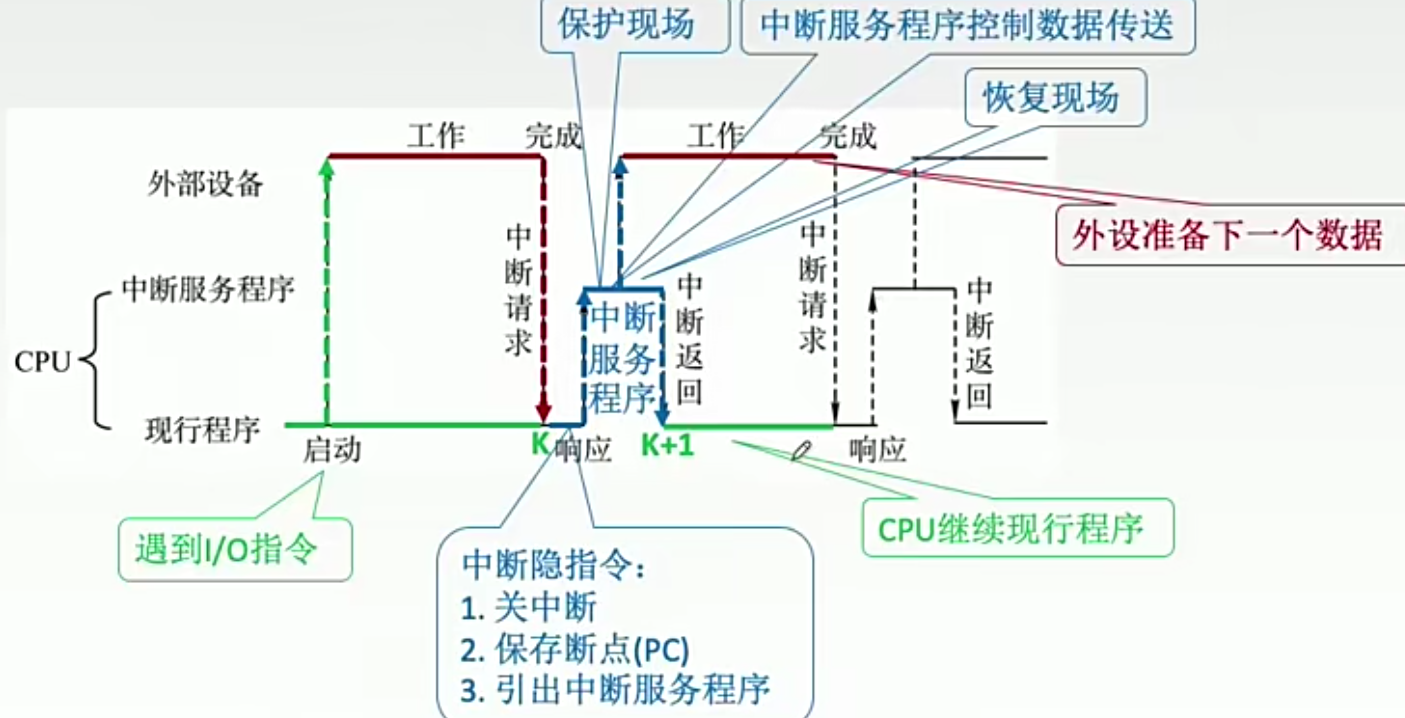 保护现场
中断服务程序控制数据传送
恢复现场
工作
完成
工作
完成
外部设备
外设准备下一个数据
中断请求
中断请求
中断服务程序
中断服务程序
中断返回
中断返回
CPU
现行程序
启动
K
响应
K+1
响应
遇到I/O指令
CPU继续现行程序
中断隐指令：
1. 关中断
2. 保存断点(PC)
3. 引出中断服务程序